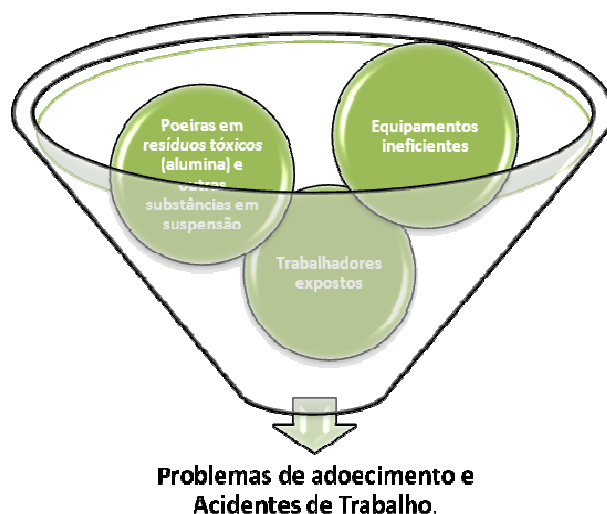 Poeiras em
resíduos tóxicos
(alumina) e
outras
substâncias em
suspensão
Equipamentos
ineficientes
Trabalhadores
expostos
Problemas de adoecimento e
Acidentes de Trabalho.